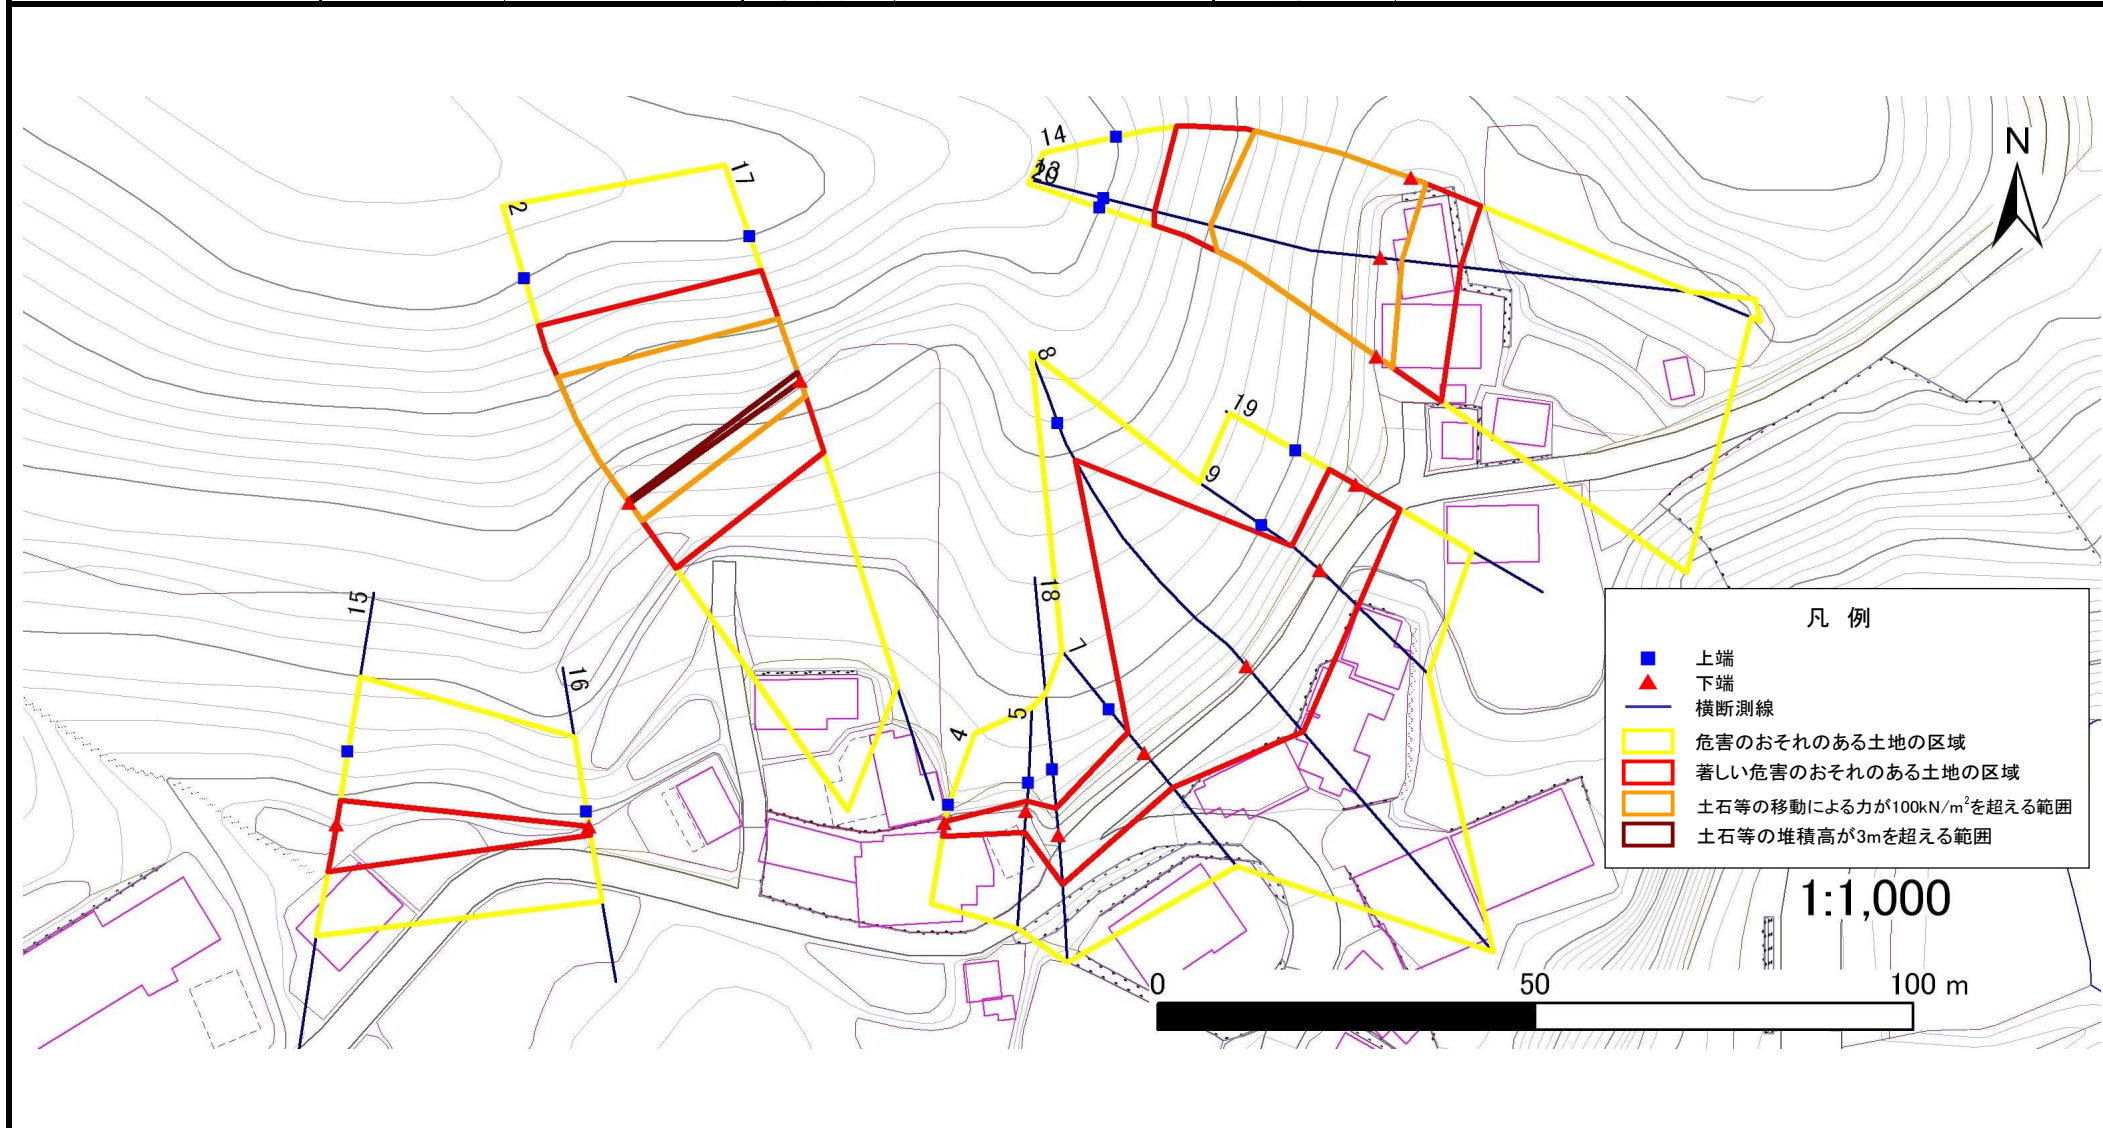 14
17
N
2
8
19
9
15
18
16
7
5
4
凡 例
上端
下端
横断測線
危害のおそれのある土地の区域
著しい危害のおそれのある土地の区域
土石等の移動による力が100kN/m²を超える範囲
土石等の堆積高が3mを超える範囲
1:1,000
0 50 100 m